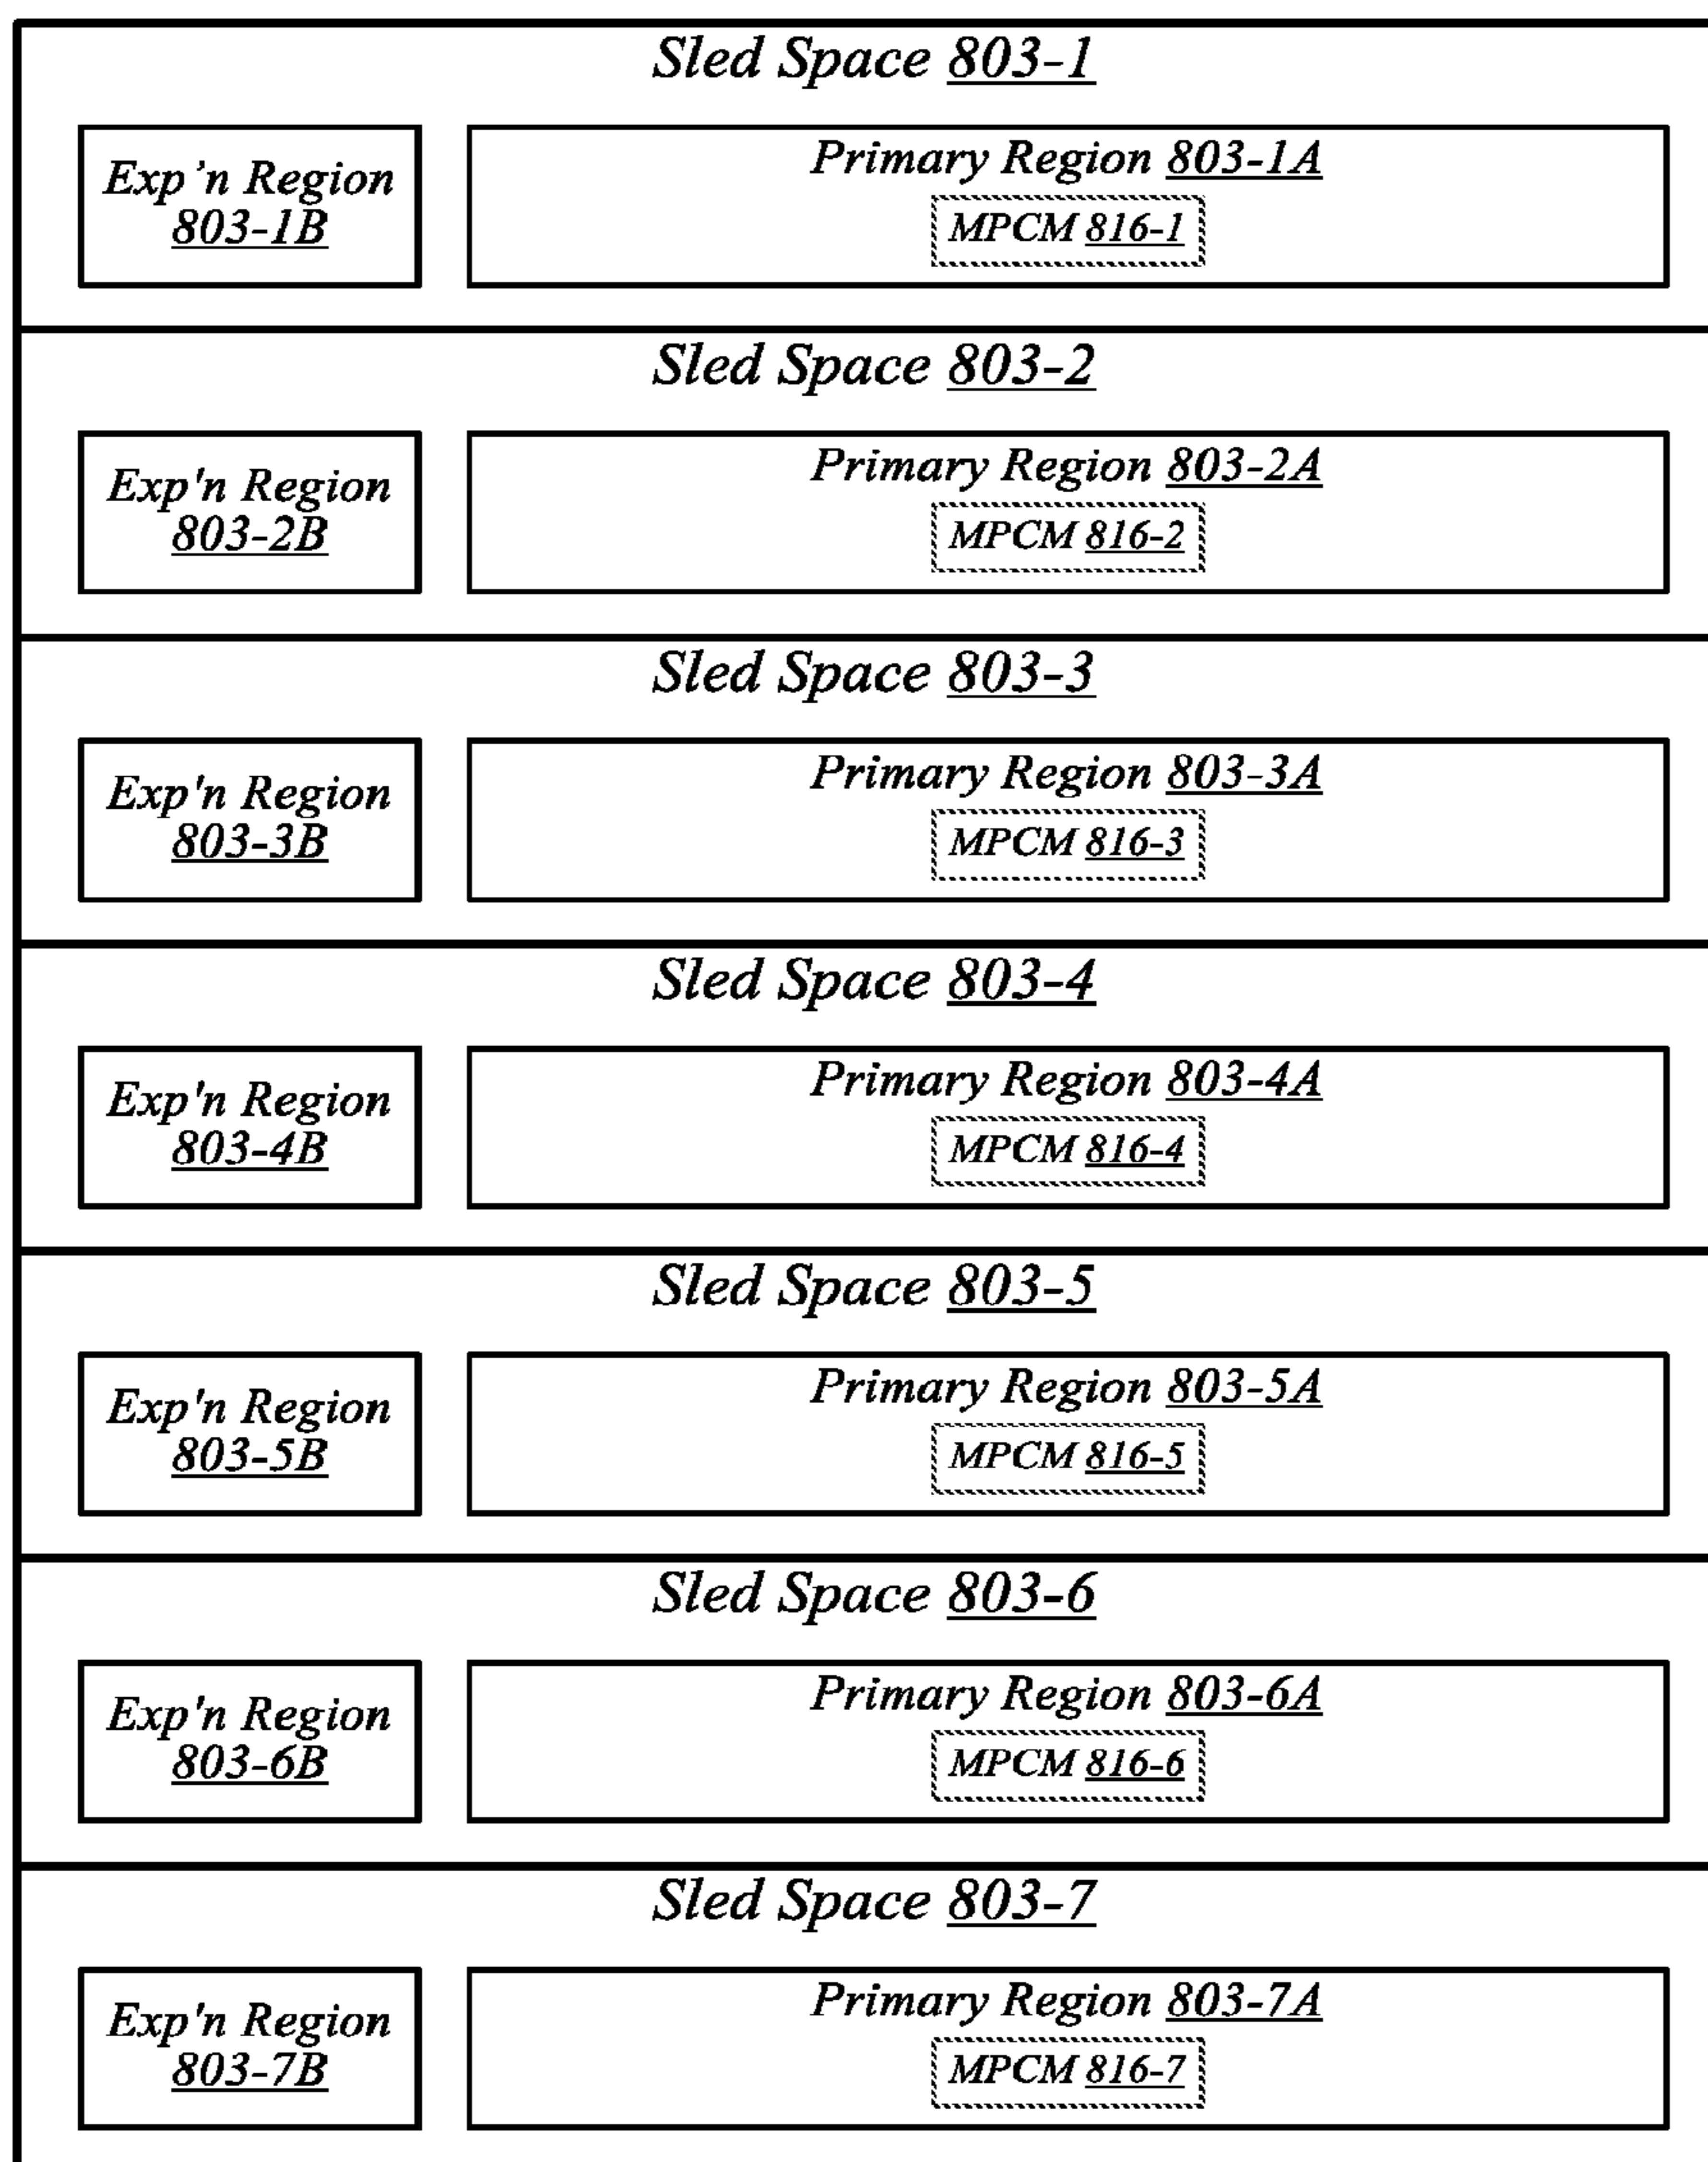 Sled Space 803-1
Exp’n Region
803-1B
Primary Region 803-1A
MPCM 816-1
Sled Space 803-2
Exp'n Region
803-2B
Primary Region 803-2A
MPCM 816-2
Sled Space 803-3
Exp'n Region
803-3B
Primary Region 803-3A
MPCM 816-3
Sled Space 803-4
Exp'n Region
803-4B
Primary Region 803-4A
MPCM 816-4
Sled Space 803-5
Exp'n Region
803-5B
Primary Region 803-5A
MPCM 816-5
Sled Space 803-6
Exp'n Region
803-6B
Primary Region 803-6A
MPCM 816-6
Sled Space 803-7
Exp'n Region
803-7B
Primary Region 803-7A
MPCM 816-7